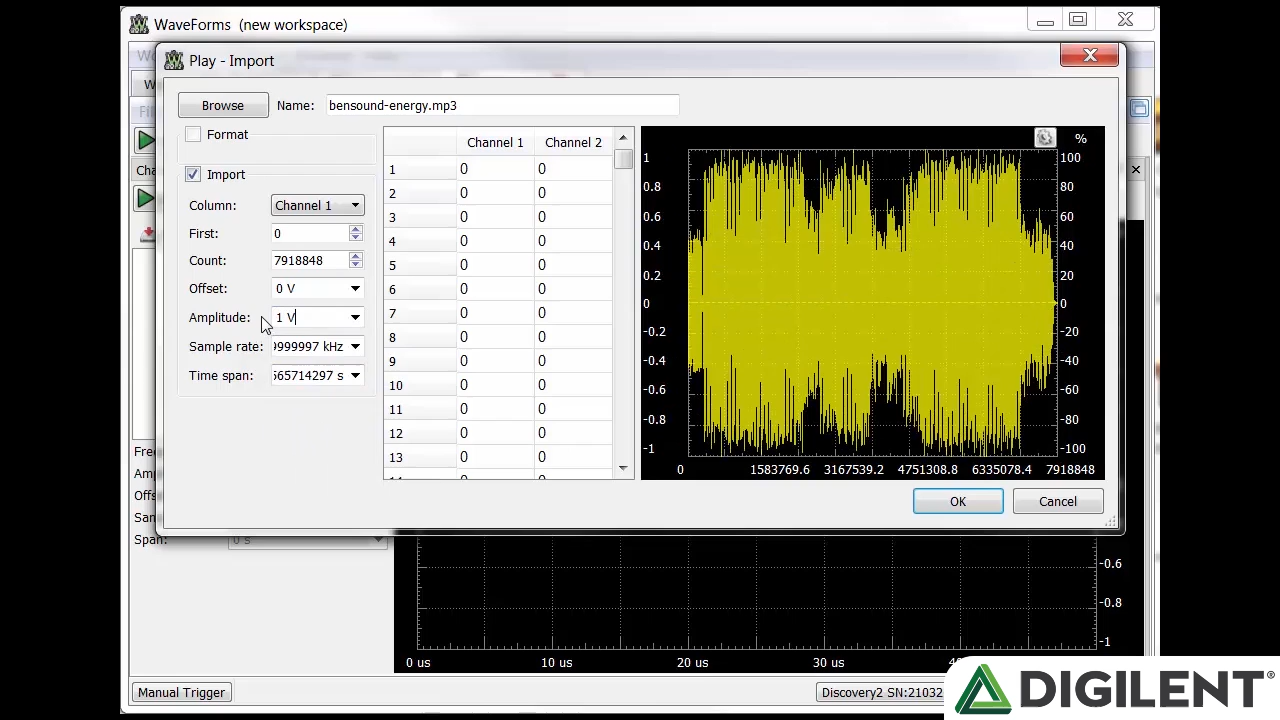 WaveForms (new workspace)
Play - Import
Browse Name: bensound-energy.mp3
Format
Import
Column: Channel 1
First: 0
Count: 7918848
Offset: 0 V
Amplitude: 1 V
Sample rate: 9999997 kHz
Time span: 565714297 s
Channel 1 Channel 2
1 0 0
2 0 0
3 0 0
4 0 0
5 0 0
6 0 0
7 0 0
8 0 0
9 0 0
10 0 0
11 0 0
12 0 0
13 0 0
%
1 100
0.8 80
0.6 60
0.4 40
0.2 20
0 0
-0.2 -20
-0.4 -40
-0.6 -60
-0.8 -80
-1 -100
0 1583769.6 3167539.2 4751308.8 6335078.4 7918848
OK Cancel
Span: 0 s
-0.6
-0.8
-1
0 us 10 us 20 us 30 us
Manual Trigger
Discovery2 SN:21032
DIGILENT®